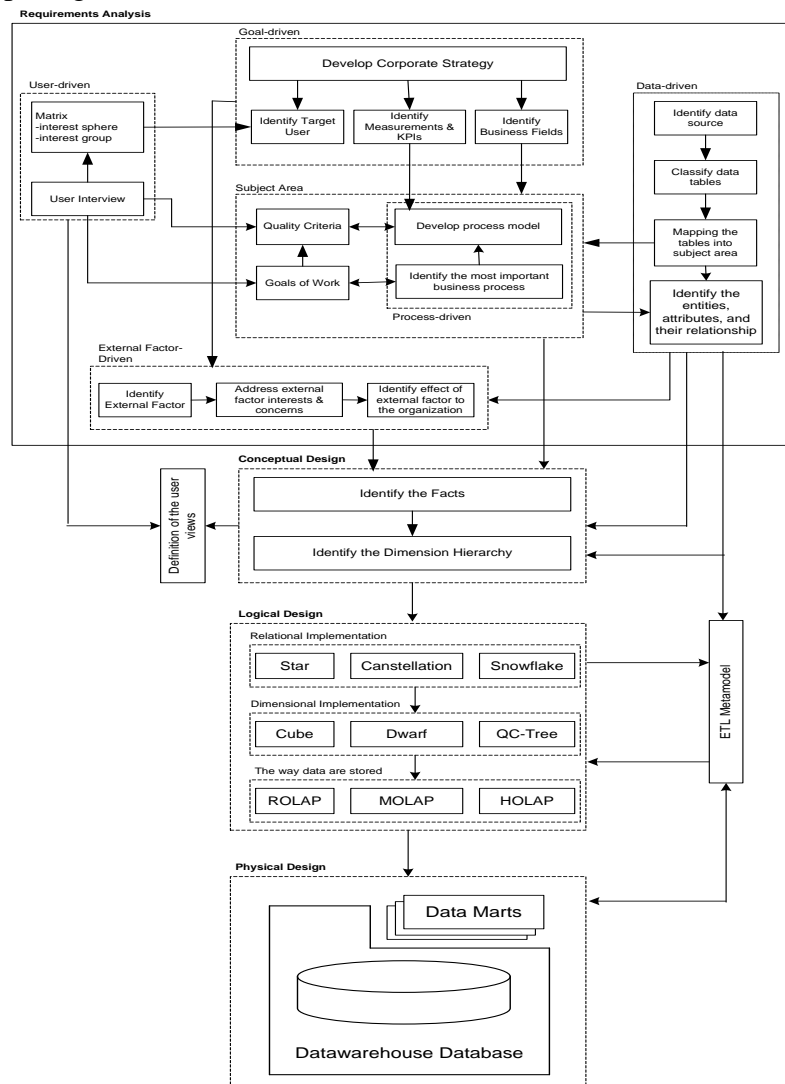 Requirements Analysis
Goal-driven
Develop Corporate Strategy
User-driven
Data-driven
Matrix
-interest sphere
-interest group
Identify Target
User
Identify
Measurements &
KPIs
Identify
Business Fields
Identify data
source
Classify data
tables
User Interview
Subject Area
Quality Criteria
Develop process model
Mapping the
tables into
subject area
Goals of Work
Identify the most important
business process
Identify the
entities,
attributes, and
their relationship
Process-driven
External Factor-
Driven
Identify
External Factor
Address external
factor interests &
concerns
Identify effect of
external factor to
the organization
Conceptual Design
Identify the Facts
Definition of the user
views
Identify the Dimension Hierarchy
Logical Design
Relational Implementation
Star
Canstellation
Snowflake
Dimensional Implementation
Cube
Dwarf
QC-Tree
ETL Metamodel
The way data are stored
ROLAP
MOLAP
HOLAP
Physical Design
Data Marts
Datawarehouse Database